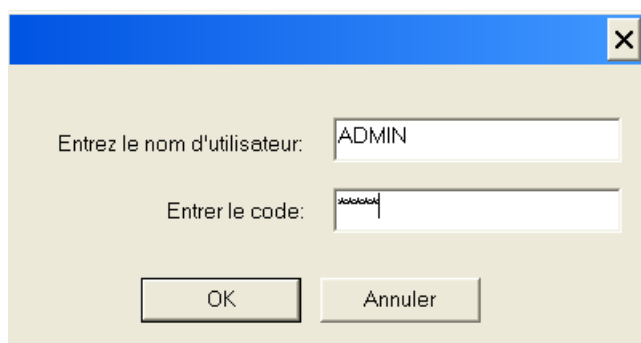 Entrez le nom d'utilisateur: ADMIN
Entrer le code: ******
OK Annuler